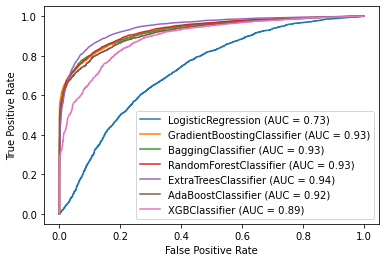 1.0
0.8
0.6
0.4
0.2
0.0
True Positive Rate
LogisticRegression (AUC = 0.73)
GradientBoostingClassifier (AUC = 0.93)
BaggingClassifier (AUC = 0.93)
RandomForestClassifier (AUC = 0.93)
ExtraTreesClassifier (AUC = 0.94)
AdaBoostClassifier (AUC = 0.92)
XGBClassifier (AUC = 0.89)
0.0 0.2 0.4 0.6 0.8 1.0
False Positive Rate